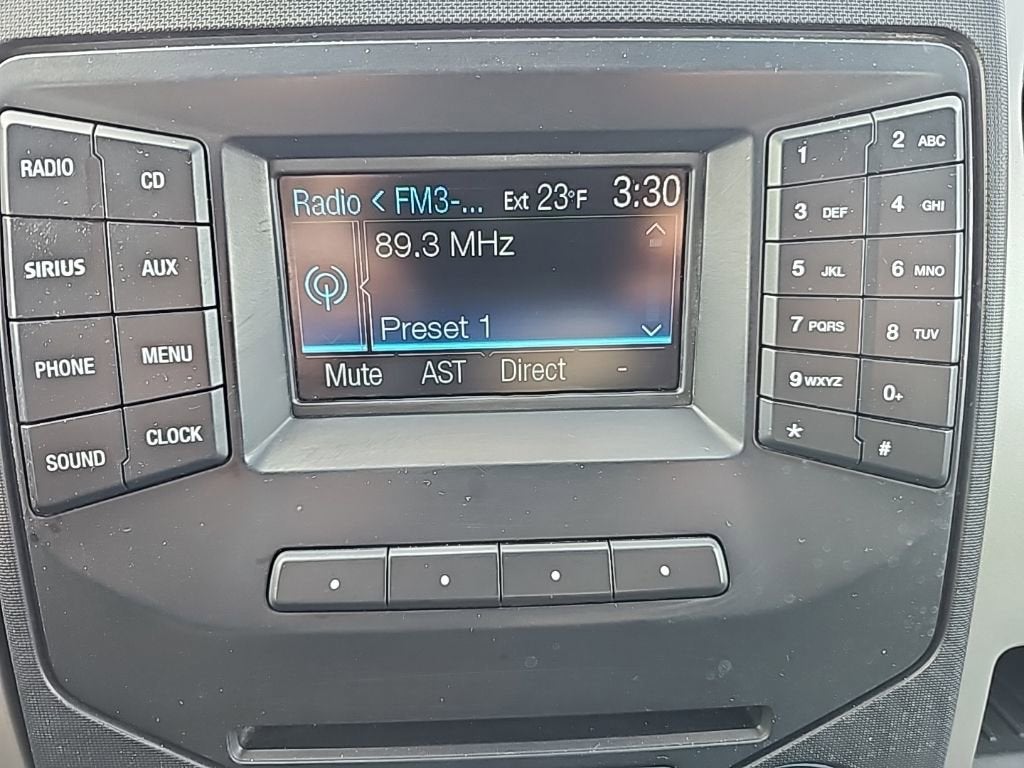 RADIO
CD
SIRIUS
AUX
PHONE
MENU
SOUND
CLOCK
Radio < FM3-... Ext 23°F 3:30
89.3 MHz
Preset 1
Mute AST Direct -
1
2 ABC
3 DEF
4 GHI
5 JKL
6 MNO
7 PQRS
8 TUV
9 WXYZ
0+
*
#